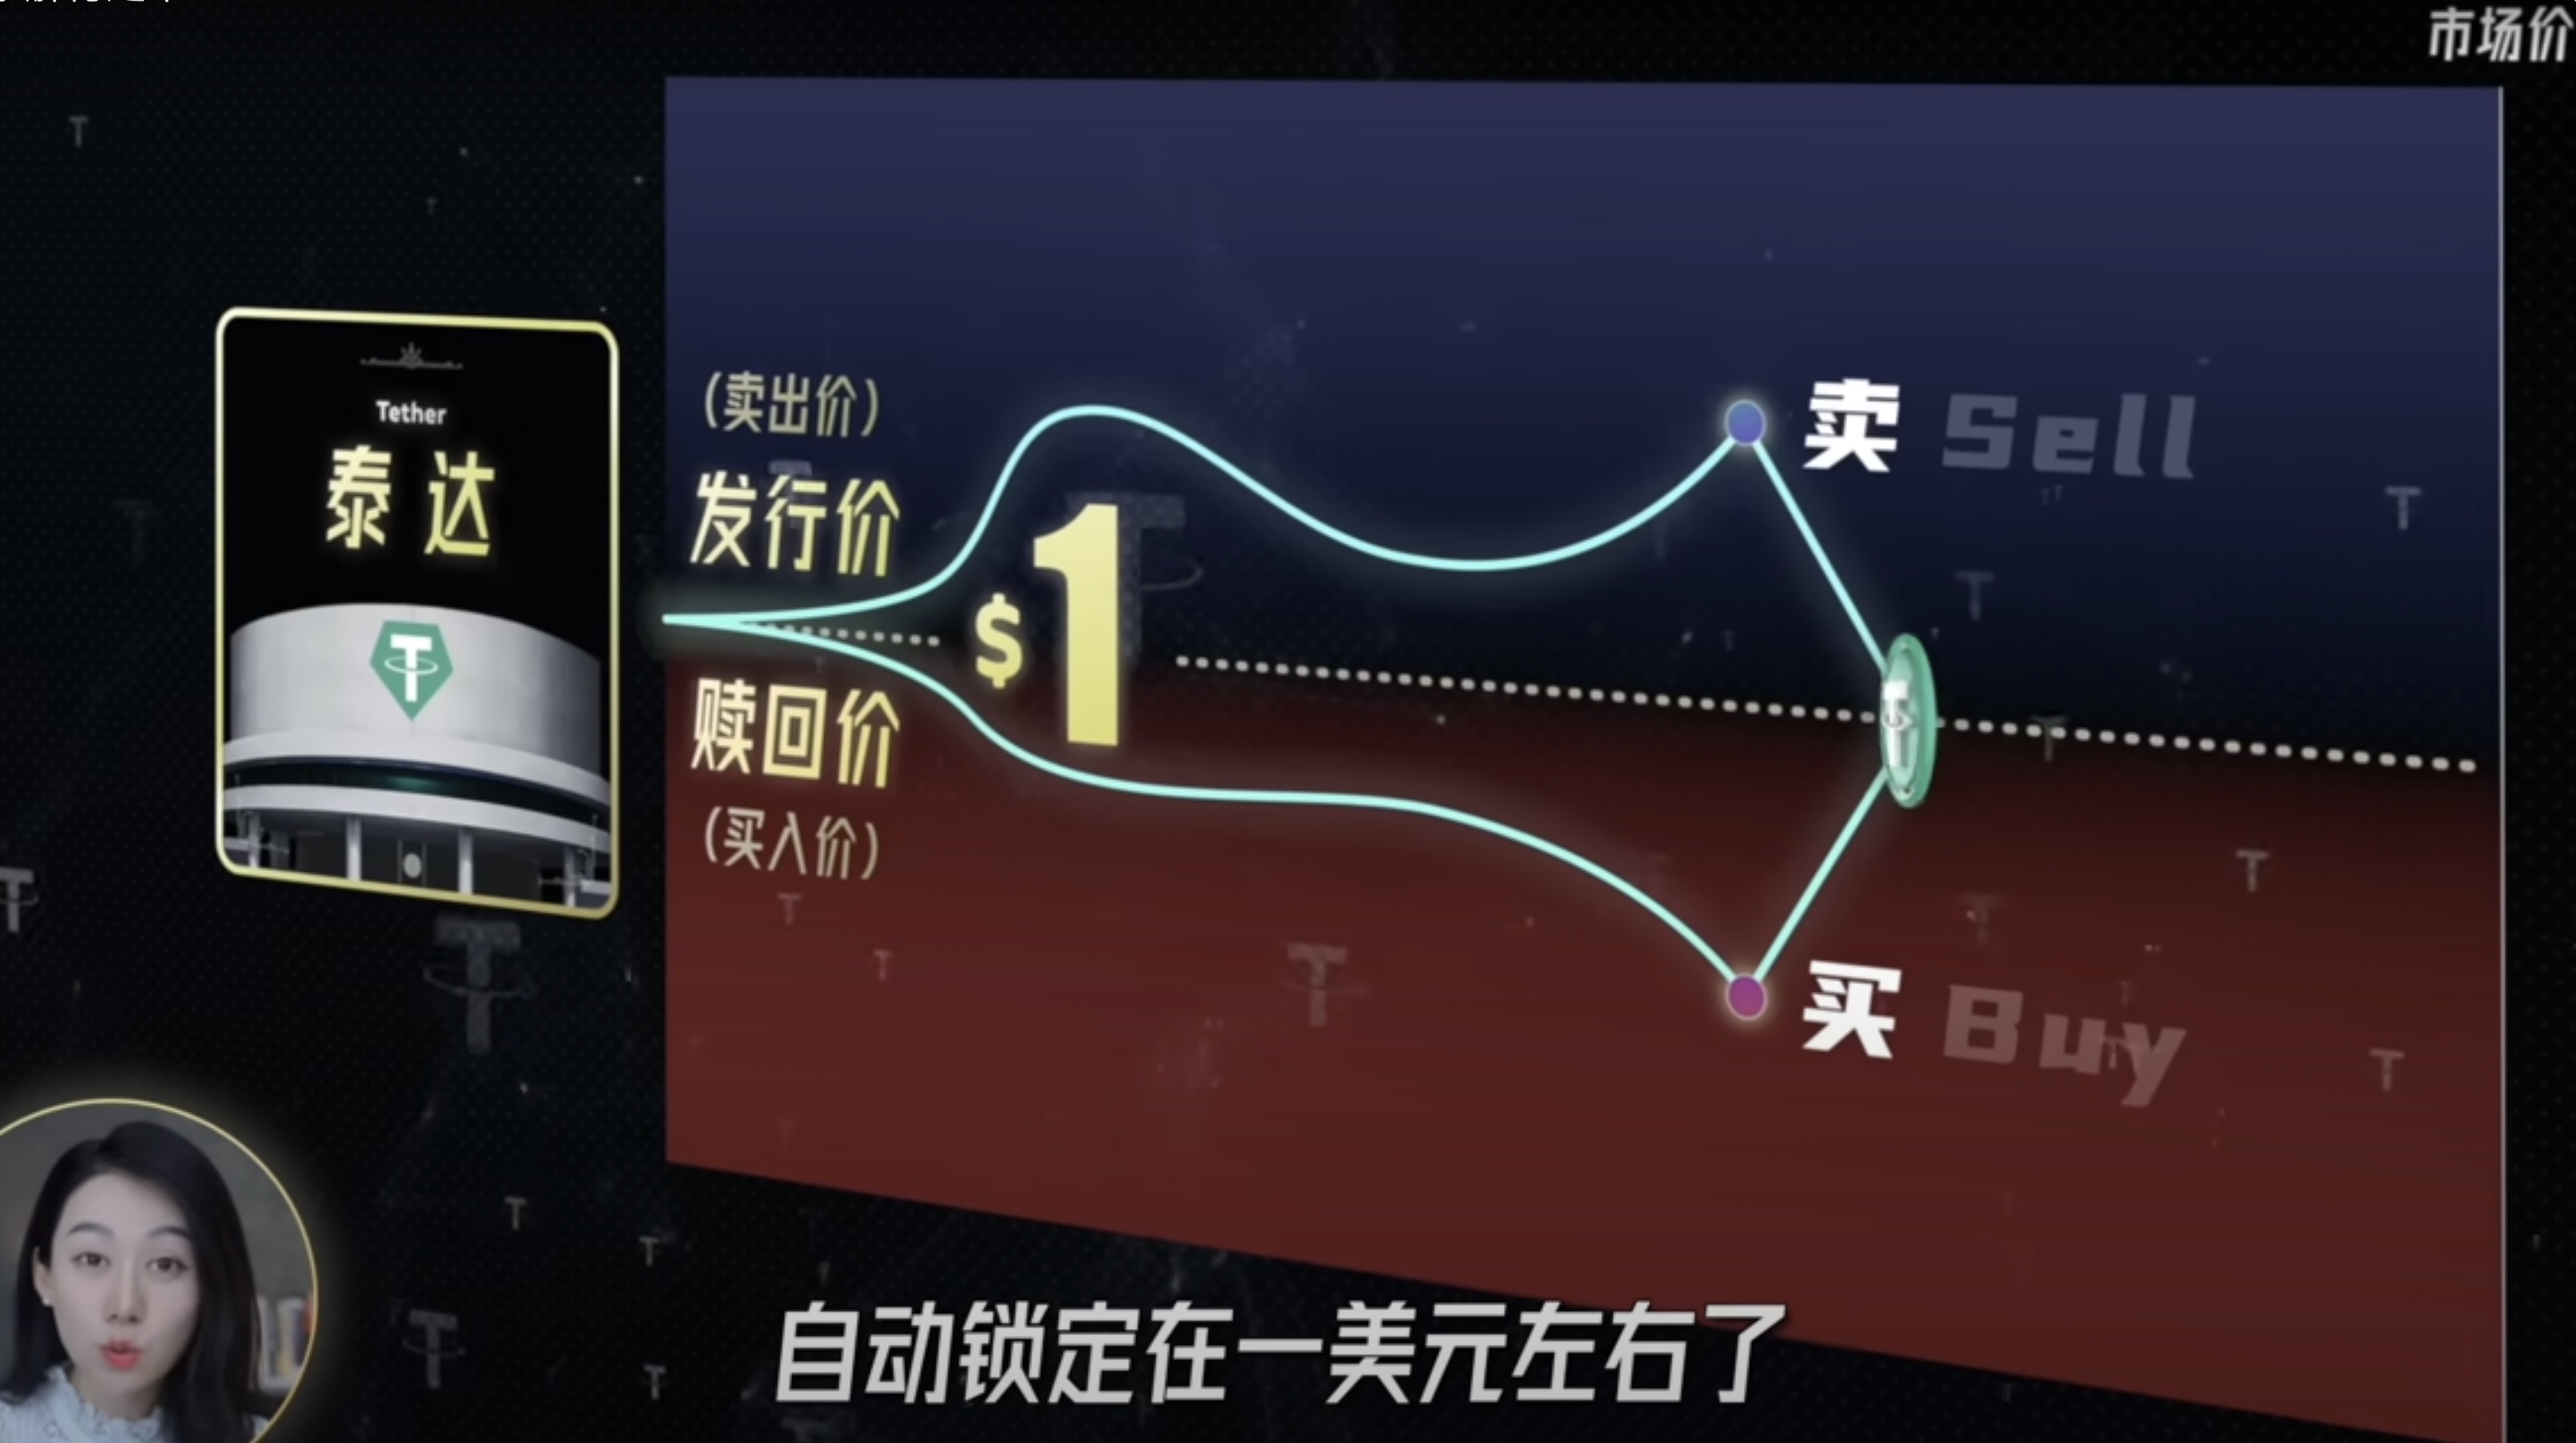 市场价
Tether
泰达
(卖出价)
发行价
$1
赎回价
(买入价)
卖 Sell
买 Buy
自动锁定在一美元左右了